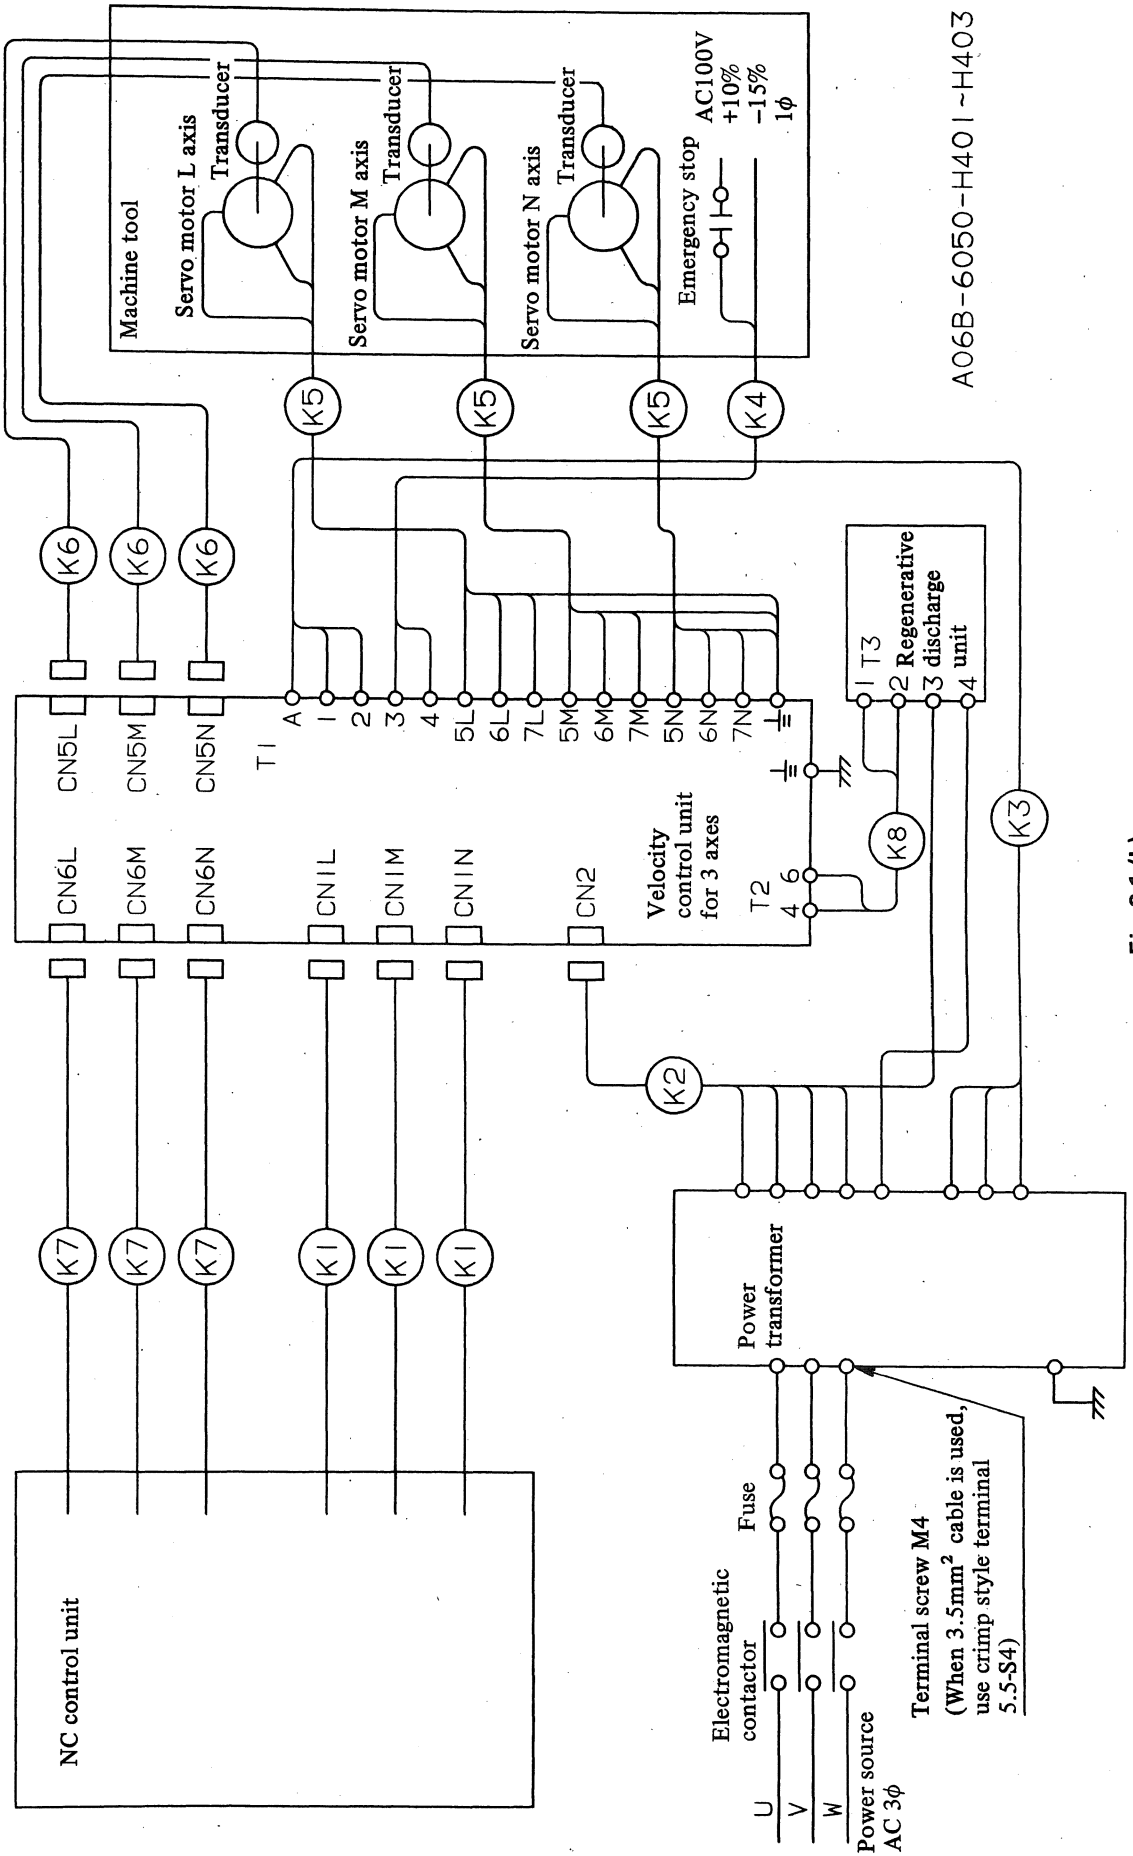 NC control unit
K7
K7
K7
K1
K1
K1
CN6L
CN6M
CN6N
CN1L
CN1M
CN1N
CN2
Velocity
control unit
for 3 axes
T2
4
6
CN5L
CN5M
CN5N
T1
A
1
2
3
4
5L
6L
7L
5M
6M
7M
5N
6N
7N
K6
K6
K6
K5
K5
K5
K4
Machine tool
Servo motor L axis
Transducer
Servo motor M axis
Transducer
Servo motor N axis
Transducer
Emergency stop
AC100V
+10%
−15%
1ϕ
K2
K8
K3
1
2
3
4
T3
Regenerative
discharge
unit
Power
transformer
Fuse
Electromagnetic
contactor
U
V
W
Power source
AC 3ϕ
Terminal screw M4
(When 3.5mm² cable is used,
use crimp style terminal
5.5-S4)
A06B-6050-H401~H403